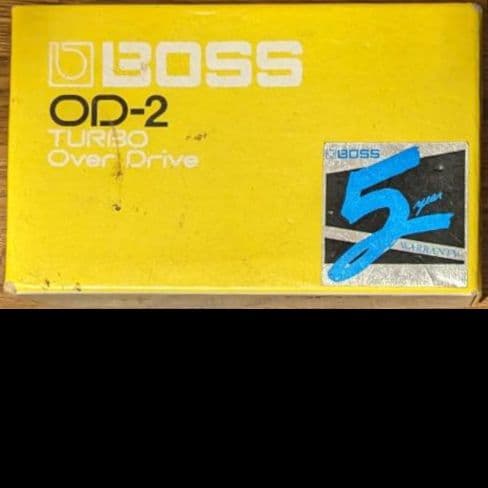 BOSS
OD-2
TURBO
Over Drive
BOSS
5
year
WARRANTY